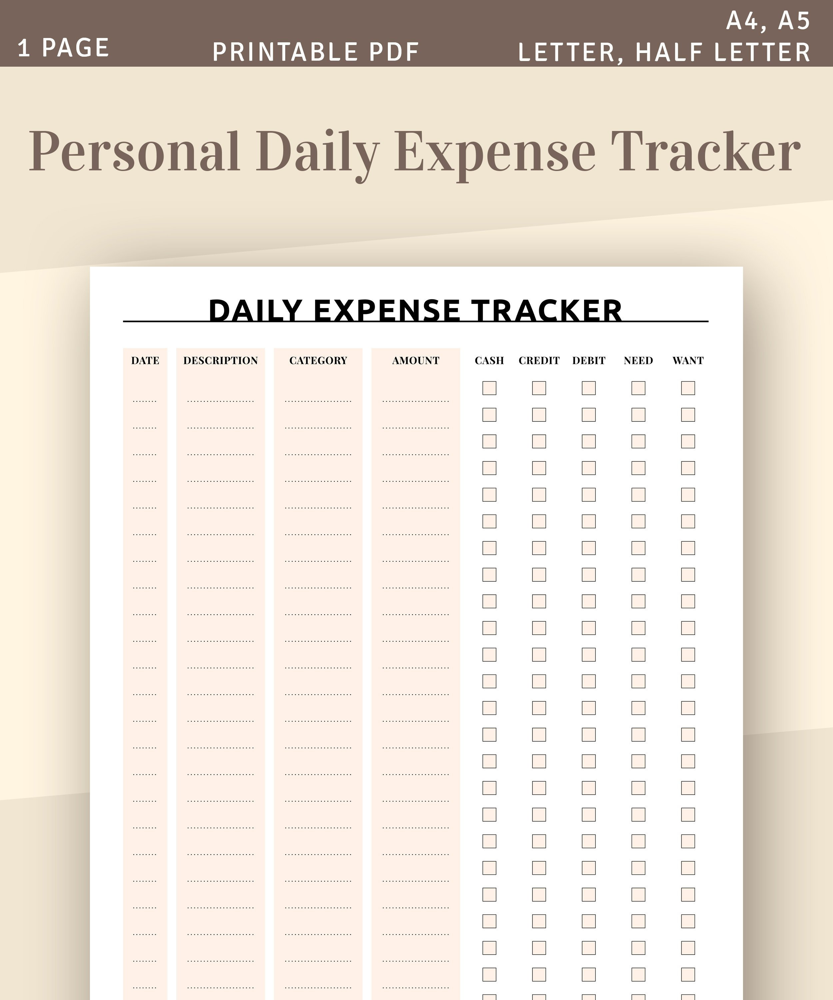 1 PAGE
PRINTABLE PDF
A4, A5
LETTER, HALF LETTER
Personal Daily Expense Tracker
DAILY EXPENSE TRACKER
DATE DESCRIPTION CATEGORY AMOUNT CASH CREDIT DEBIT NEED WANT